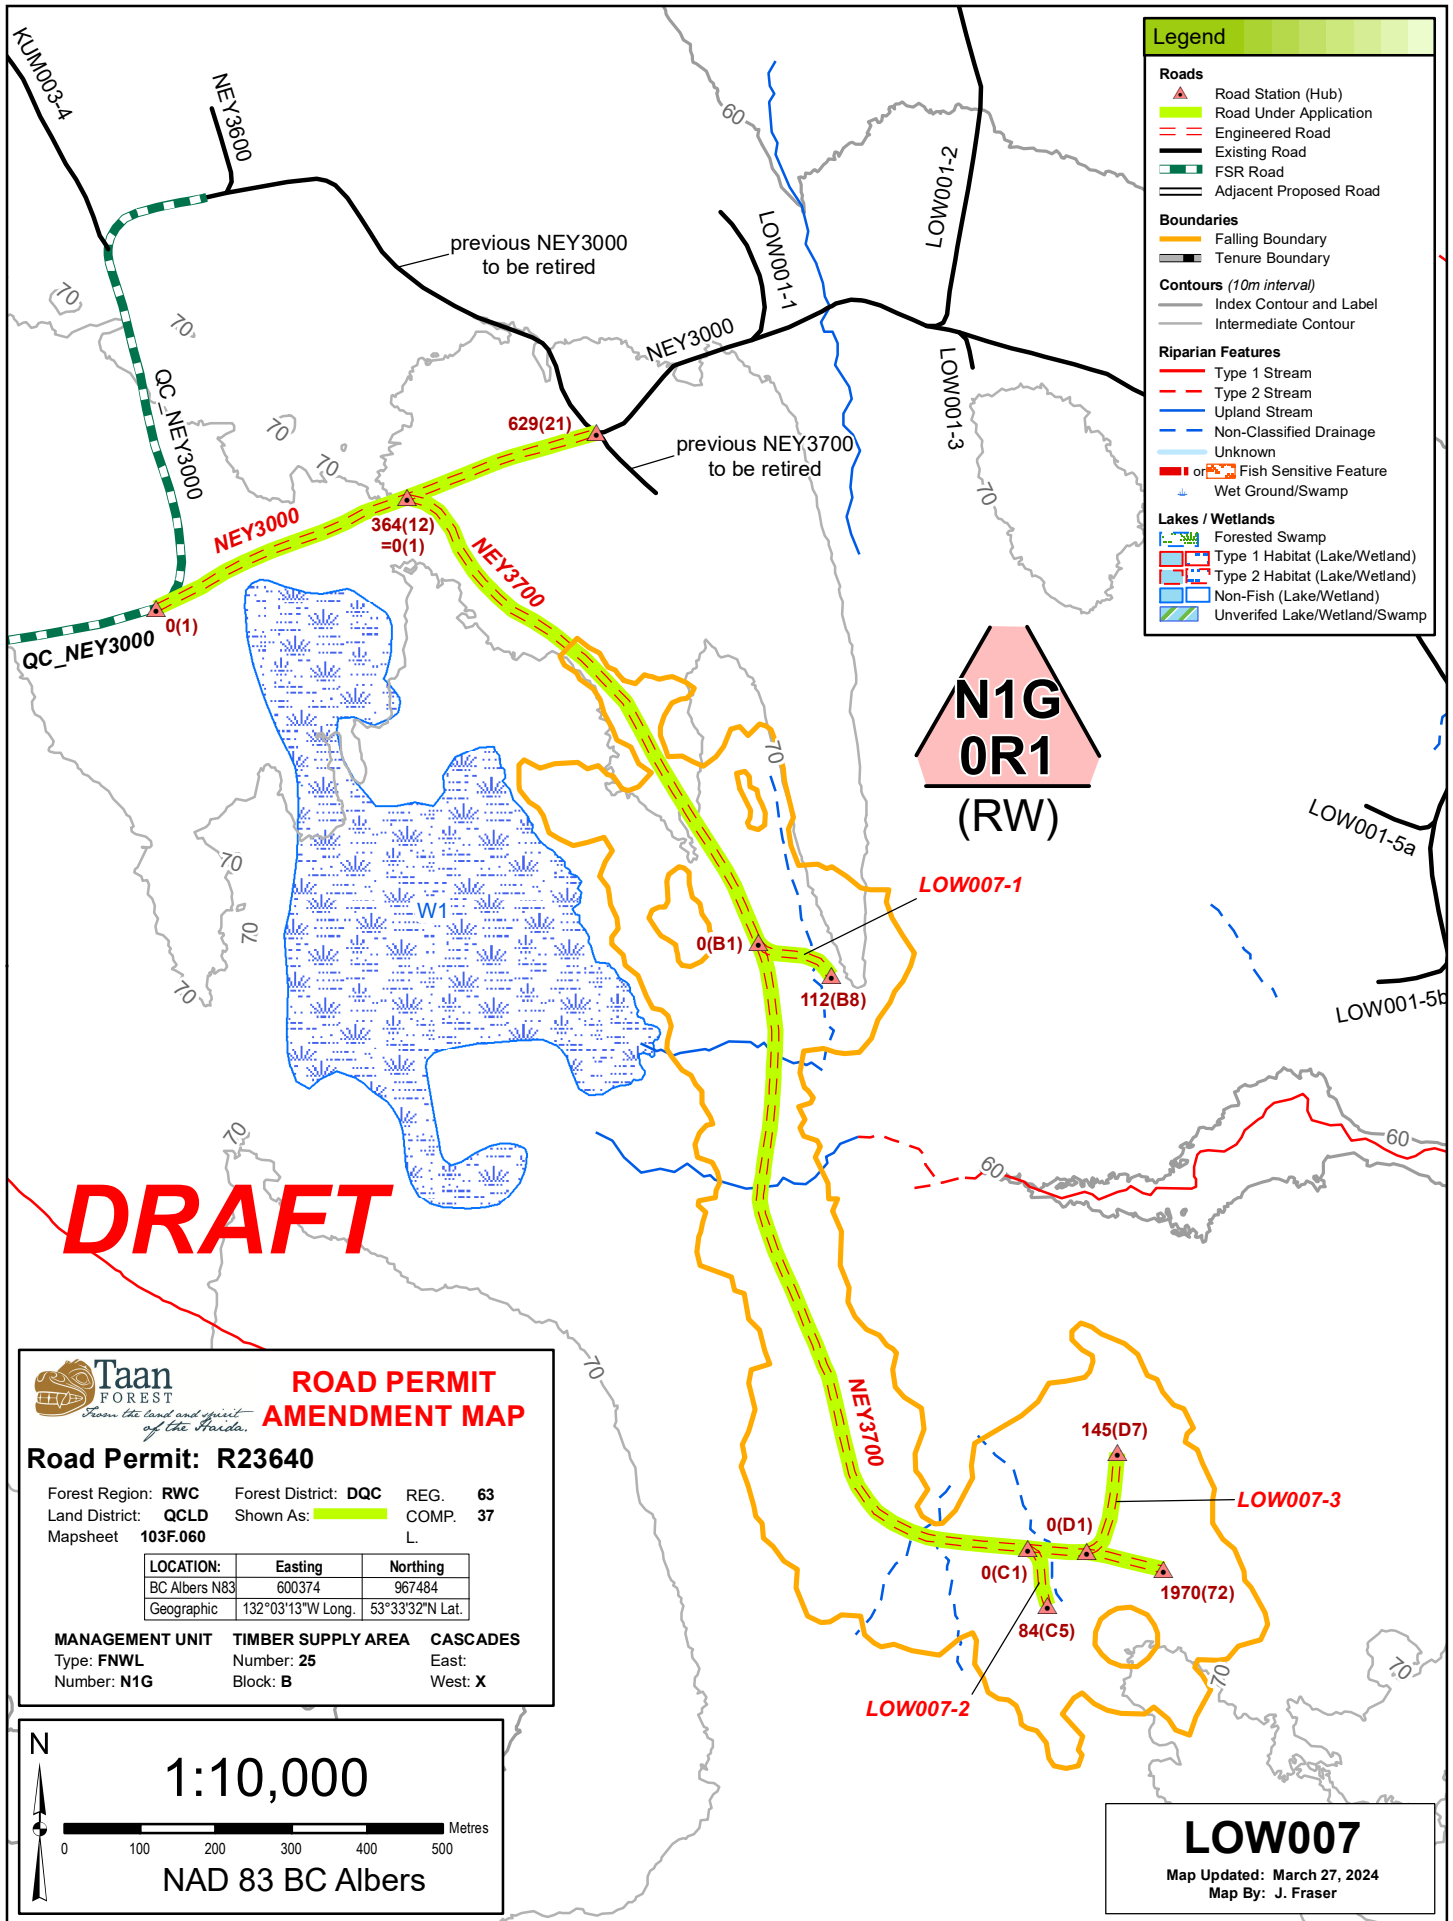 KUM003-4
NEY3600
60
LOW001-2
previous NEY3000
to be retired
LOW001-1
NEY3000
LOW001-3
70
70
QC_NEY3000
70
70
629(21)
previous NEY3700
to be retired
70
NEY3000
364(12)
=0(1)
NEY3700
0(1)
QC_NEY3000
Legend
Roads
Road Station (Hub)
Road Under Application
Engineered Road
Existing Road
FSR Road
Adjacent Proposed Road
Boundaries
Falling Boundary
Tenure Boundary
Contours (10m interval)
Index Contour and Label
Intermediate Contour
Riparian Features
Type 1 Stream
Type 2 Stream
Upland Stream
Non-Classified Drainage
Unknown
or Fish Sensitive Feature
Wet Ground/Swamp
Lakes / Wetlands
Forested Swamp
Type 1 Habitat (Lake/Wetland)
Type 2 Habitat (Lake/Wetland)
Non-Fish (Lake/Wetland)
Unverifed Lake/Wetland/Swamp
N1G
0R1
(RW)
70
LOW001-5a
70
70
70
W1
LOW007-1
0(B1)
112(B8)
LOW001-5b
70
60
60
DRAFT
70
NEY3700
145(D7)
LOW007-3
0(D1)
0(C1)
1970(72)
84(C5)
LOW007-2
70
70
Taan
FOREST
From the land and spirit
of the Haida.
ROAD PERMIT
AMENDMENT MAP
Road Permit: R23640
Forest Region: RWC Forest District: DQC REG. 63
Land District: QCLD Shown As: COMP. 37
Mapsheet 103F.060 L.
LOCATION: Easting Northing
BC Albers N83 600374 967484
Geographic 132°03'13"W Long. 53°33'32"N Lat.
MANAGEMENT UNIT TIMBER SUPPLY AREA CASCADES
Type: FNWL Number: 25 East:
Number: N1G Block: B West: X
N
1:10,000
Metres
0 100 200 300 400 500
NAD 83 BC Albers
LOW007
Map Updated: March 27, 2024
Map By: J. Fraser